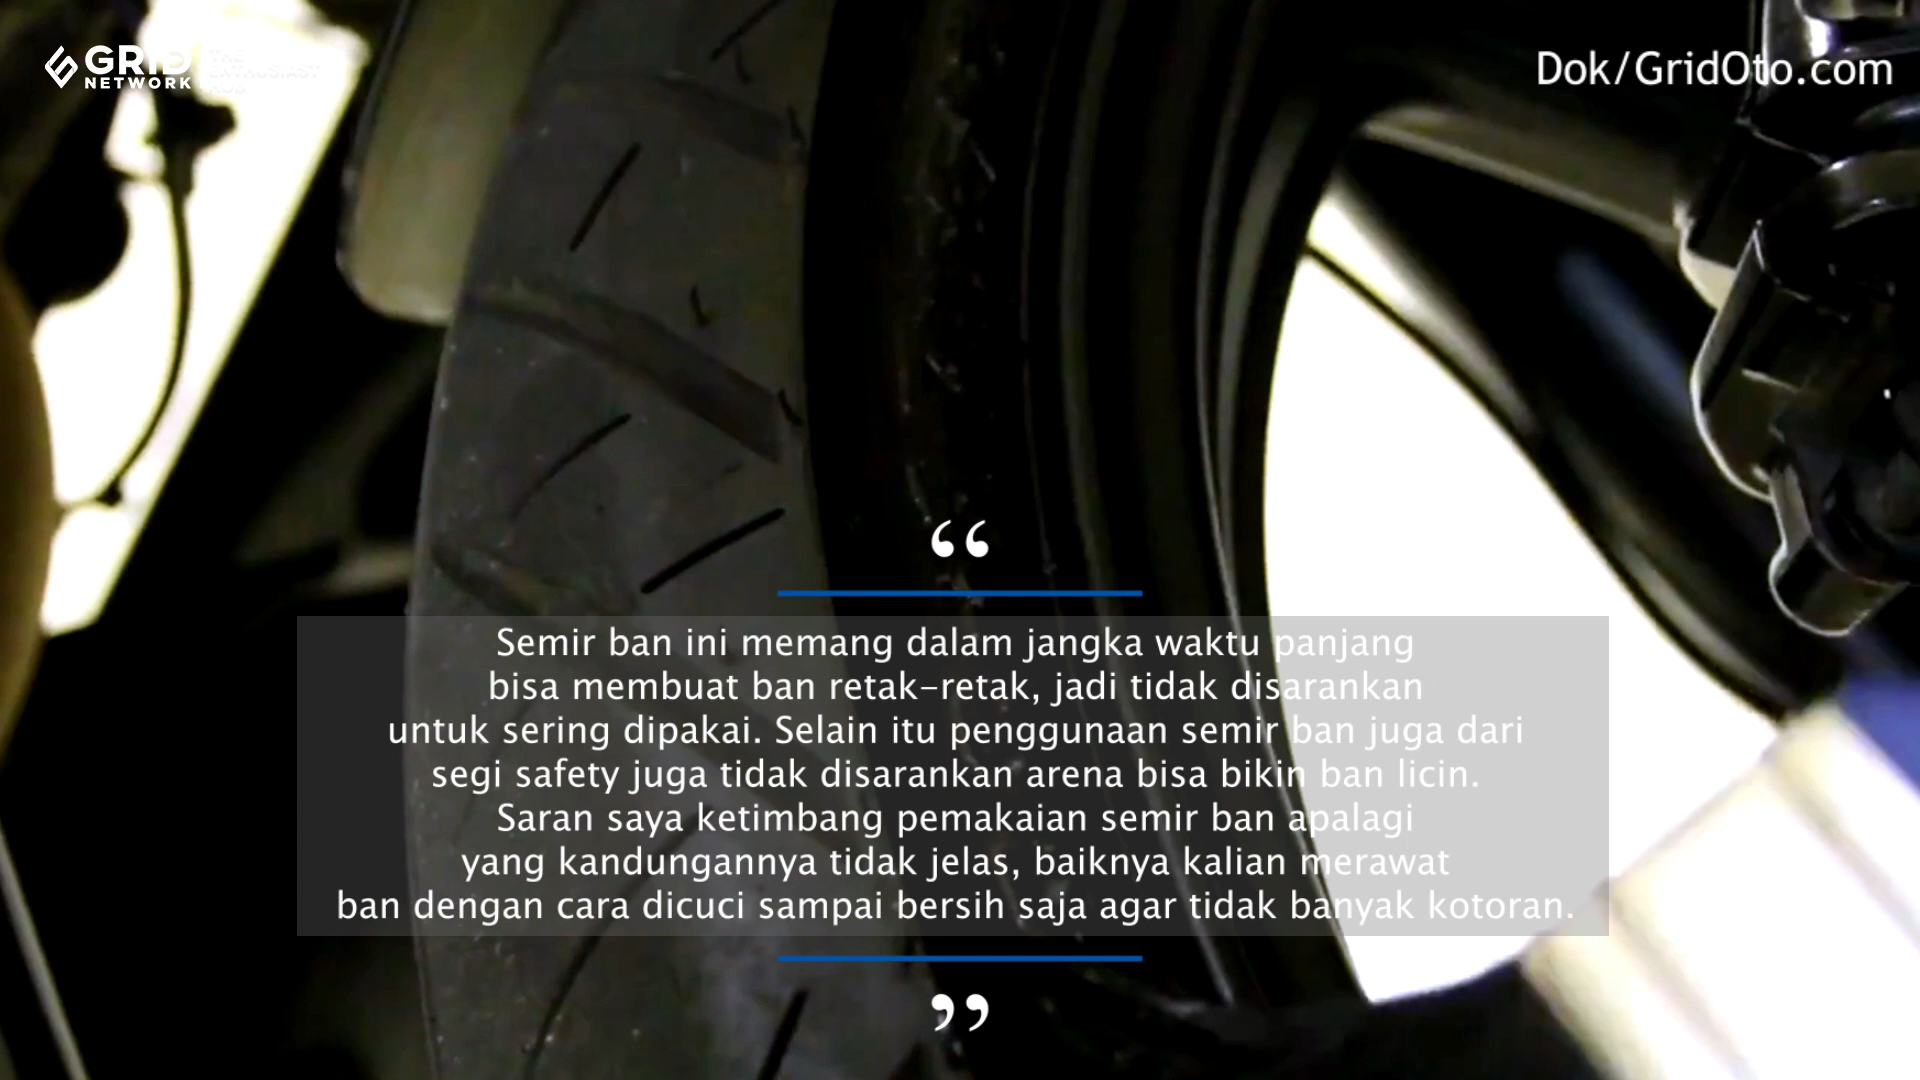 GRID
NETWORK
THE
ENTHUSIAST
HUB
Dok/GridOto.com
“
Semir ban ini memang dalam jangka waktu panjang
bisa membuat ban retak-retak, jadi tidak disarankan
untuk sering dipakai. Selain itu penggunaan semir ban juga dari
segi safety juga tidak disarankan arena bisa bikin ban licin.
Saran saya ketimbang pemakaian semir ban apalagi
yang kandungannya tidak jelas, baiknya kalian merawat
ban dengan cara dicuci sampai bersih saja agar tidak banyak kotoran.
”